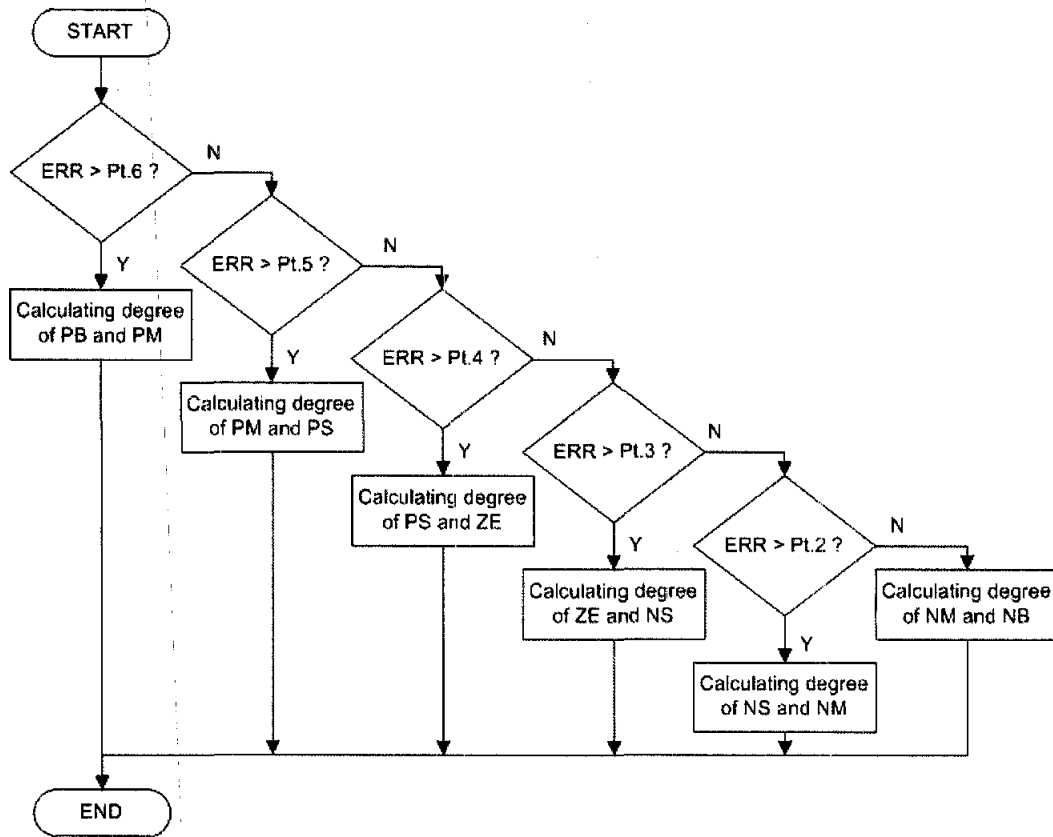 START
ERR > Pt.6 ?
N
Y
Calculating degree
of PB and PM
ERR > Pt.5 ?
N
Y
Calculating degree
of PM and PS
ERR > Pt.4 ?
N
Y
Calculating degree
of PS and ZE
ERR > Pt.3 ?
N
Y
Calculating degree
of ZE and NS
ERR > Pt.2 ?
N
Y
Calculating degree
of NS and NM
Calculating degree
of NM and NB
END